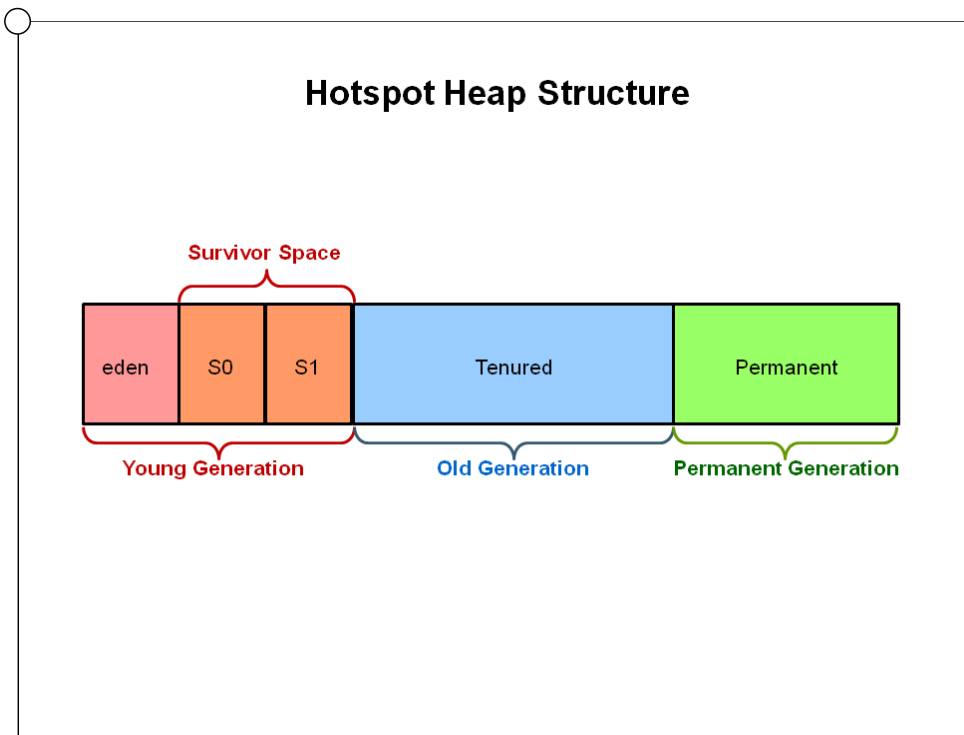 Hotspot Heap Structure
Survivor Space
eden
S0
S1
Tenured
Permanent
Young Generation
Old Generation
Permanent Generation